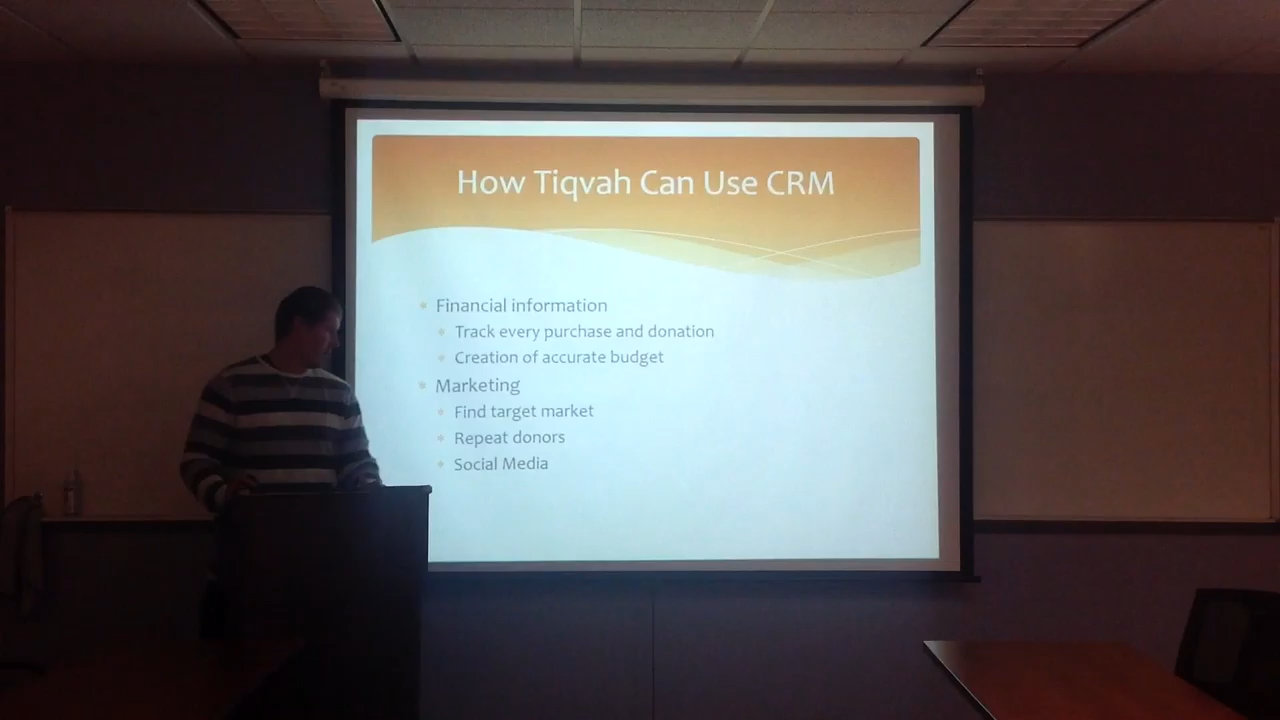 How Tiqvah Can Use CRM
Financial information
Track every purchase and donation
Creation of accurate budget
Marketing
Find target market
Repeat donors
Social Media